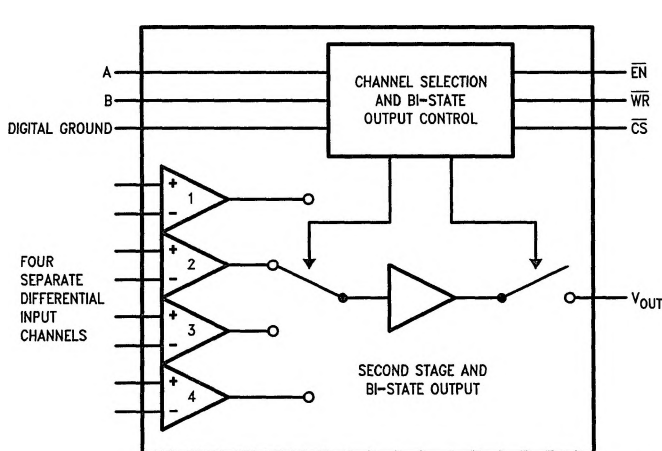 A
B
DIGITAL GROUND
CHANNEL SELECTION
AND BI-STATE
OUTPUT CONTROL
EN
WR
CS
+
1
-
+
2
-
+
3
-
+
4
-
FOUR
SEPARATE
DIFFERENTIAL
INPUT
CHANNELS
VOUT
SECOND STAGE AND
BI-STATE OUTPUT